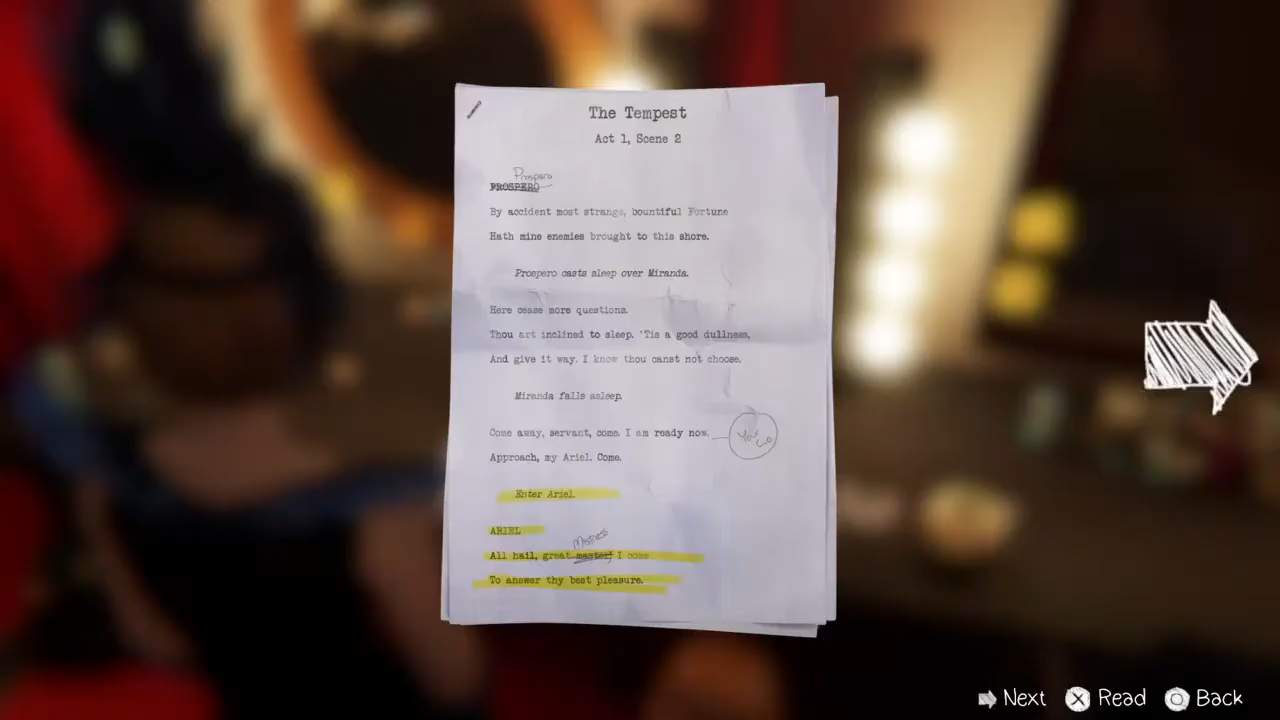 The Tempest
Act 1, Scene 2
Prospero
PROSPERO
By accident most strange, bountiful Fortune
Hath mine enemies brought to this shore.
Prospero casts sleep over Miranda.
Here cease more questions.
Thou art inclined to sleep. 'Tis a good dullness,
And give it way. I know thou canst not choose.
Miranda falls asleep.
Come away, servant, come. I am ready now.
Approach, my Ariel. Come.
Enter Ariel.
ARIEL
Mistress
All hail, great master; I come
To answer thy best pleasure.
Next Read Back